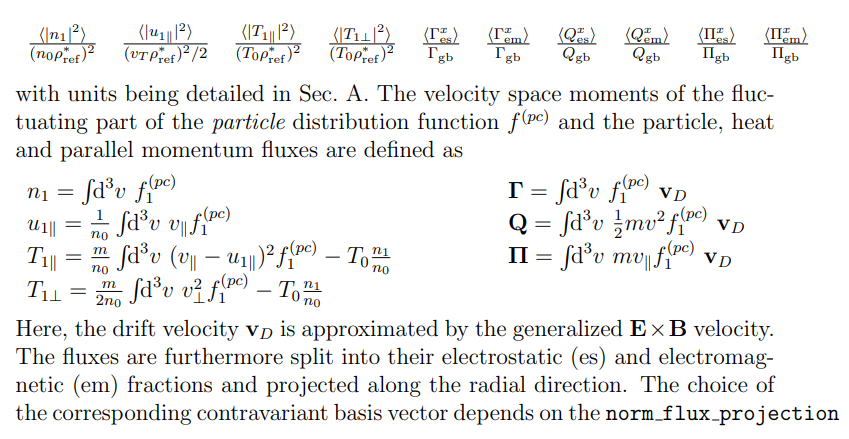 ⟨|n₁|²⟩/(n₀ρ*ref)² ⟨|u₁∥|²⟩/((v_Tρ*ref)²/2) ⟨|T₁∥|²⟩/(T₀ρ*ref)² ⟨|T₁⊥|²⟩/(T₀ρ*ref)² ⟨Γˣes⟩/Γgb ⟨Γˣem⟩/Γgb ⟨Qˣes⟩/Qgb ⟨Qˣem⟩/Qgb ⟨Πˣes⟩/Πgb ⟨Πˣem⟩/Πgb
with units being detailed in Sec. A. The velocity space moments of the fluc-
tuating part of the particle distribution function f^(pc) and the particle, heat
and parallel momentum fluxes are defined as
n₁ = ∫d³v f₁^(pc) Γ = ∫d³v f₁^(pc) v_D
u₁∥ = 1/n₀ ∫d³v v∥f₁^(pc) Q = ∫d³v ½mv²f₁^(pc) v_D
T₁∥ = m/n₀ ∫d³v (v∥ − u₁∥)²f₁^(pc) − T₀ n₁/n₀ Π = ∫d³v mv∥f₁^(pc) v_D
T₁⊥ = m/2n₀ ∫d³v v⊥² f₁^(pc) − T₀ n₁/n₀
Here, the drift velocity v_D is approximated by the generalized E×B velocity.
The fluxes are furthermore split into their electrostatic (es) and electromag-
netic (em) fractions and projected along the radial direction. The choice of
the corresponding contravariant basis vector depends on the norm_flux_projection